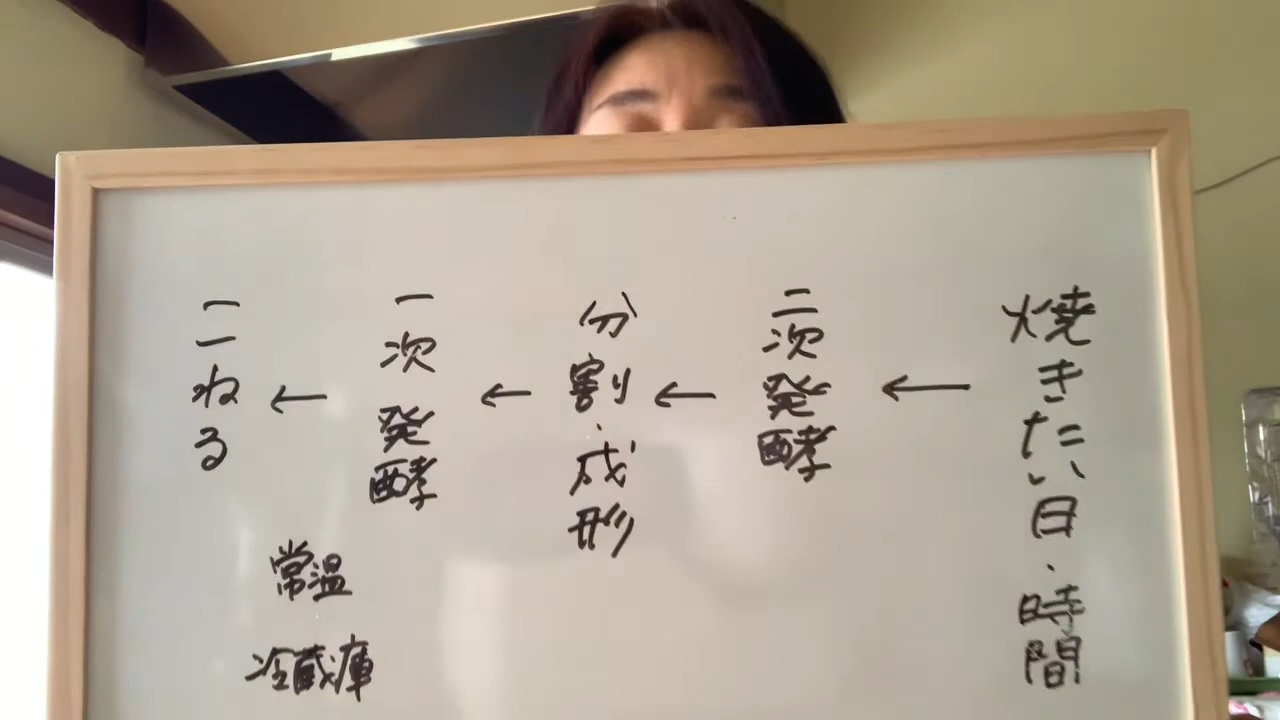 焼きたい日・時間
←
二次発酵
←
分割・成形
←
一次発酵
←
こねる
常温
冷蔵庫